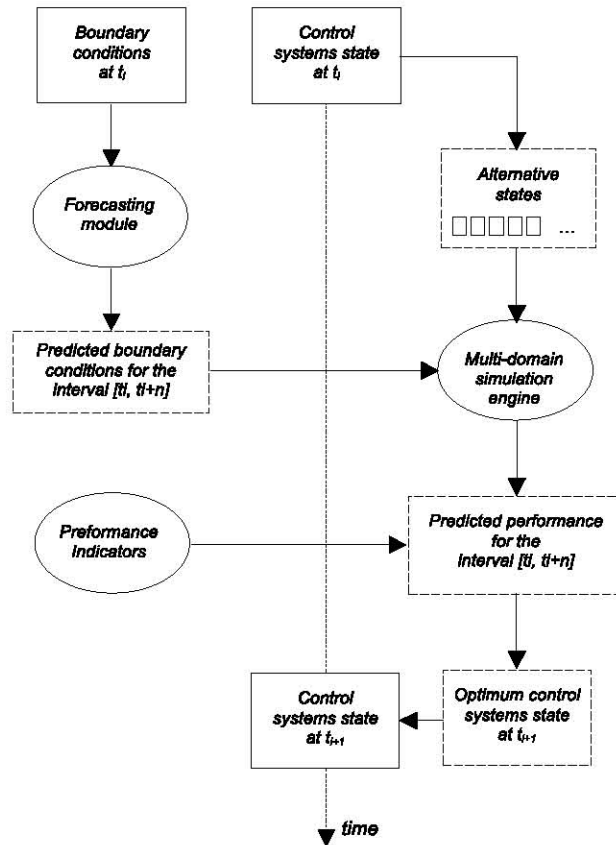 Boundary
conditions
at tᵢ
Control
systems state
at tᵢ
Forecasting
module
Alternative
states
...
Predicted boundary
conditions for the
interval [ti, ti+n]
Multi-domain
simulation
engine
Preformance
indicators
Predicted performance
for the
interval [ti, ti+n]
Control
systems state
at tᵢ₊₁
Optimum control
systems state
at tᵢ₊₁
time